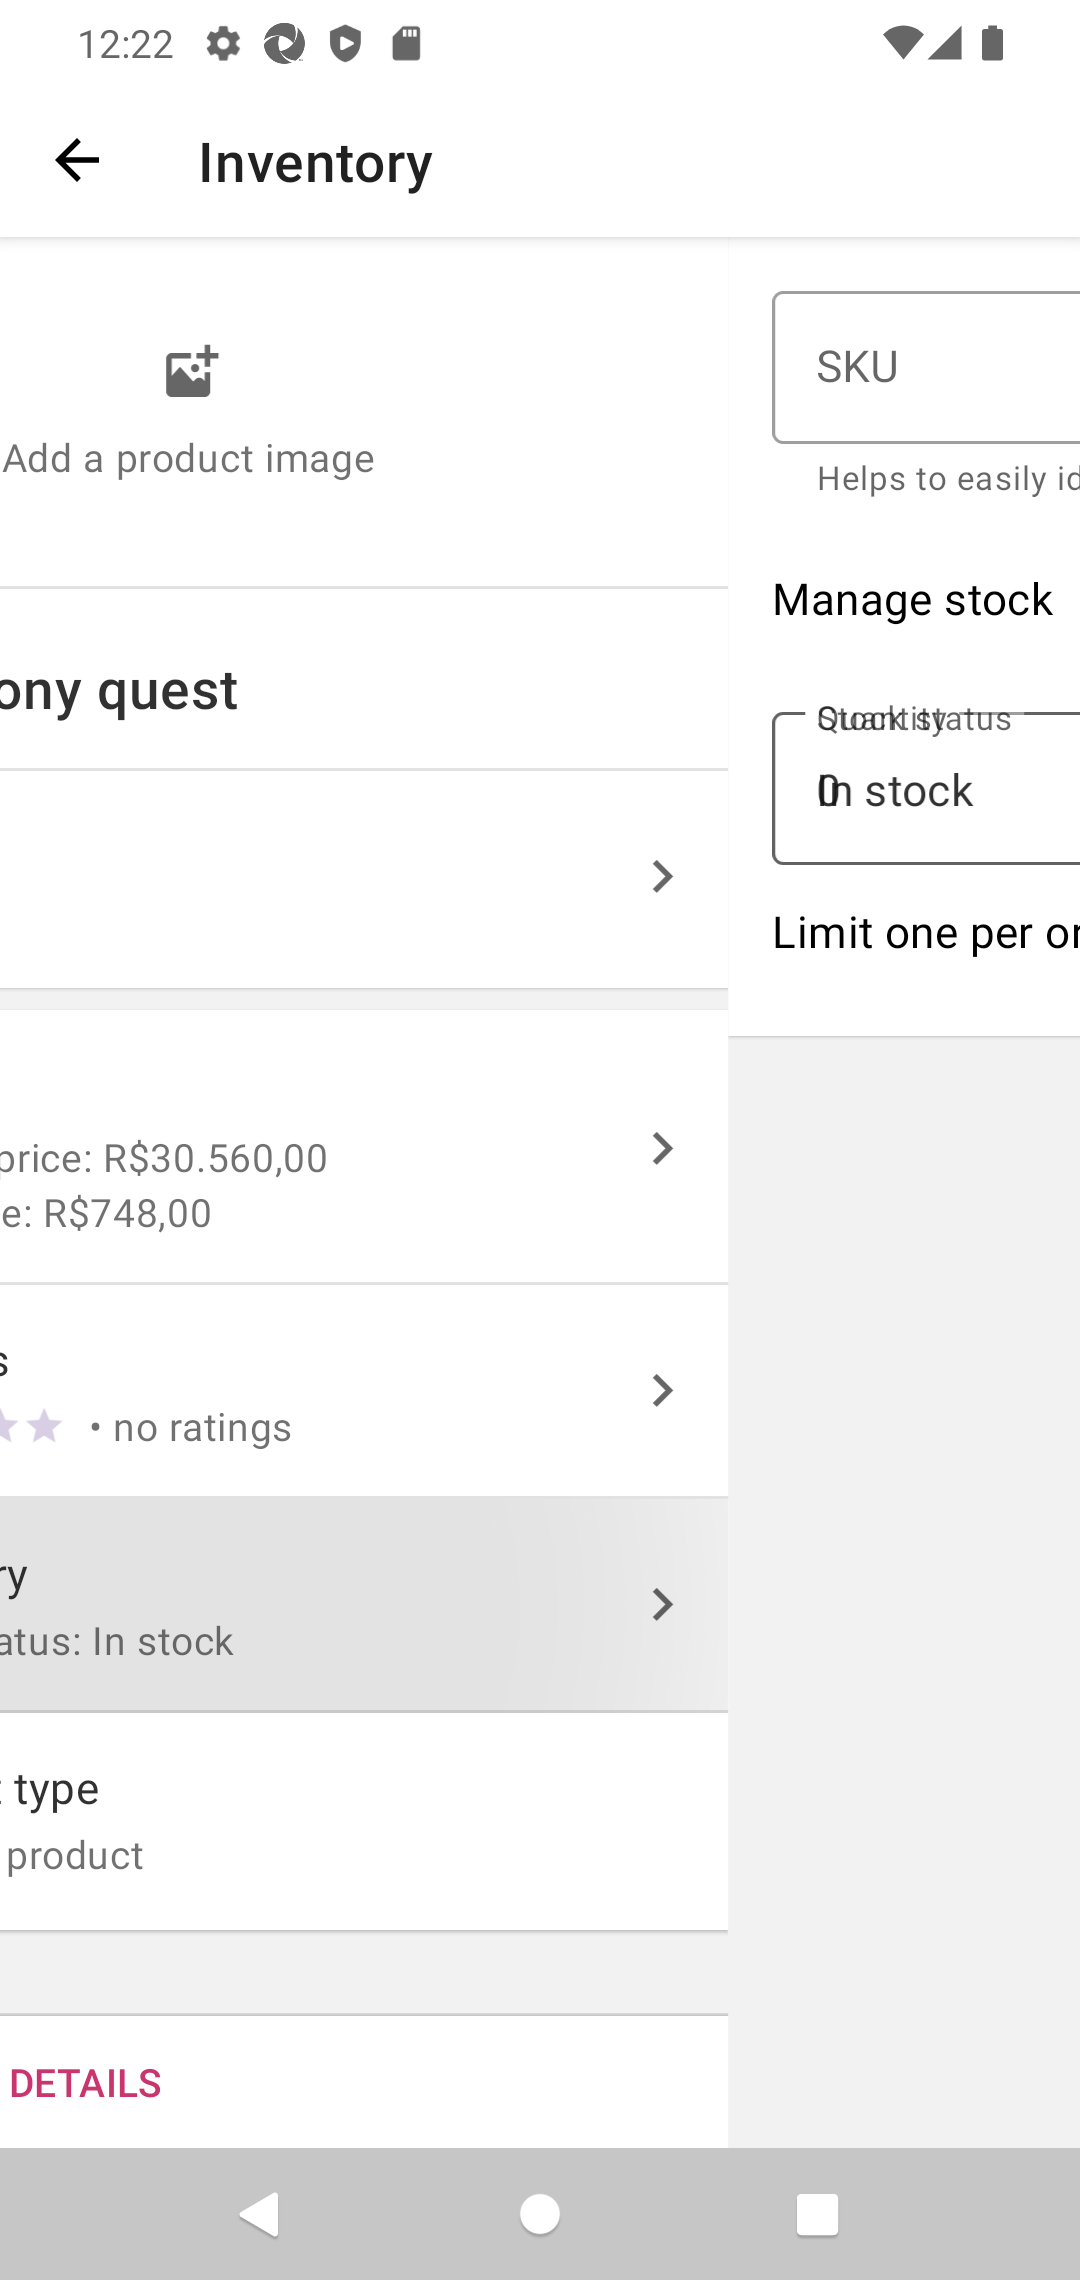 12:22
Inventory
Add a product image
ony quest
price: R$30.560,00
e: R$748,00
s
• no ratings
ry
atus: In stock
type
product
DETAILS
SKU
Helps to easily id
Manage stock
Stock status
Quantity
In stock
0
Limit one per or